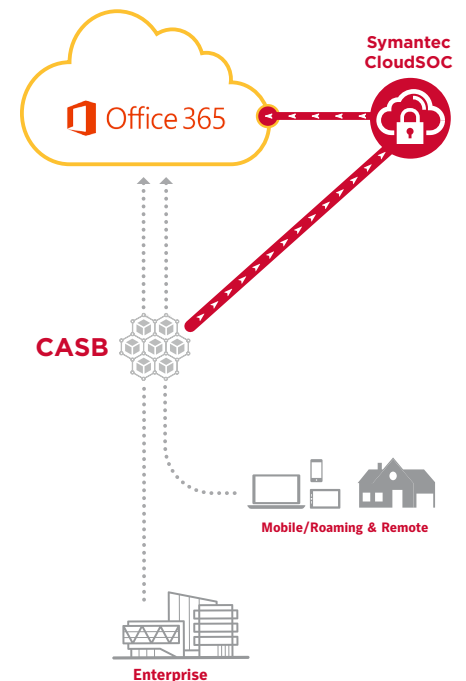 Symantec
CloudSOC
Office 365
CASB
Mobile/Roaming & Remote
Enterprise